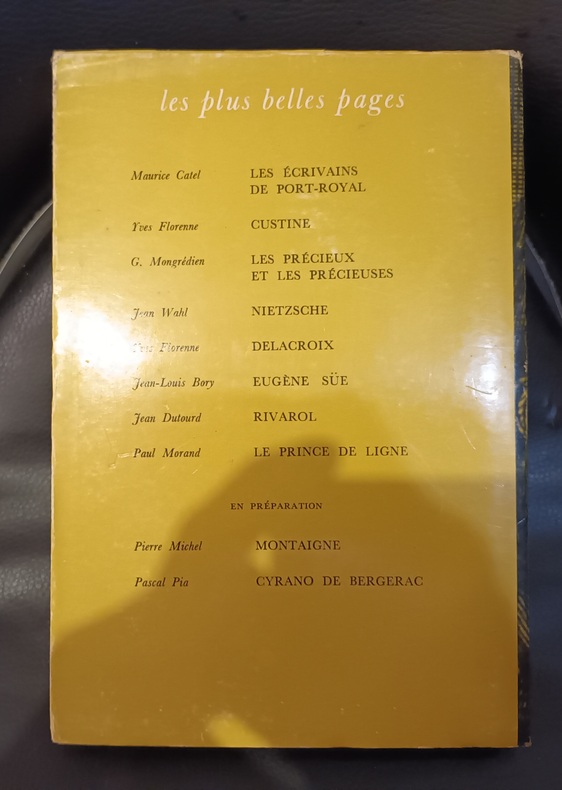 les plus belles pages
Maurice Catel LES ÉCRIVAINS
DE PORT-ROYAL
Yves Florenne CUSTINE
G. Mongrédien LES PRÉCIEUX
ET LES PRÉCIEUSES
Jean Wahl NIETZSCHE
Yves Florenne DELACROIX
Jean-Louis Bory EUGÈNE SÜE
Jean Dutourd RIVAROL
Paul Morand LE PRINCE DE LIGNE
EN PRÉPARATION
Pierre Michel MONTAIGNE
Pascal Pia CYRANO DE BERGERAC